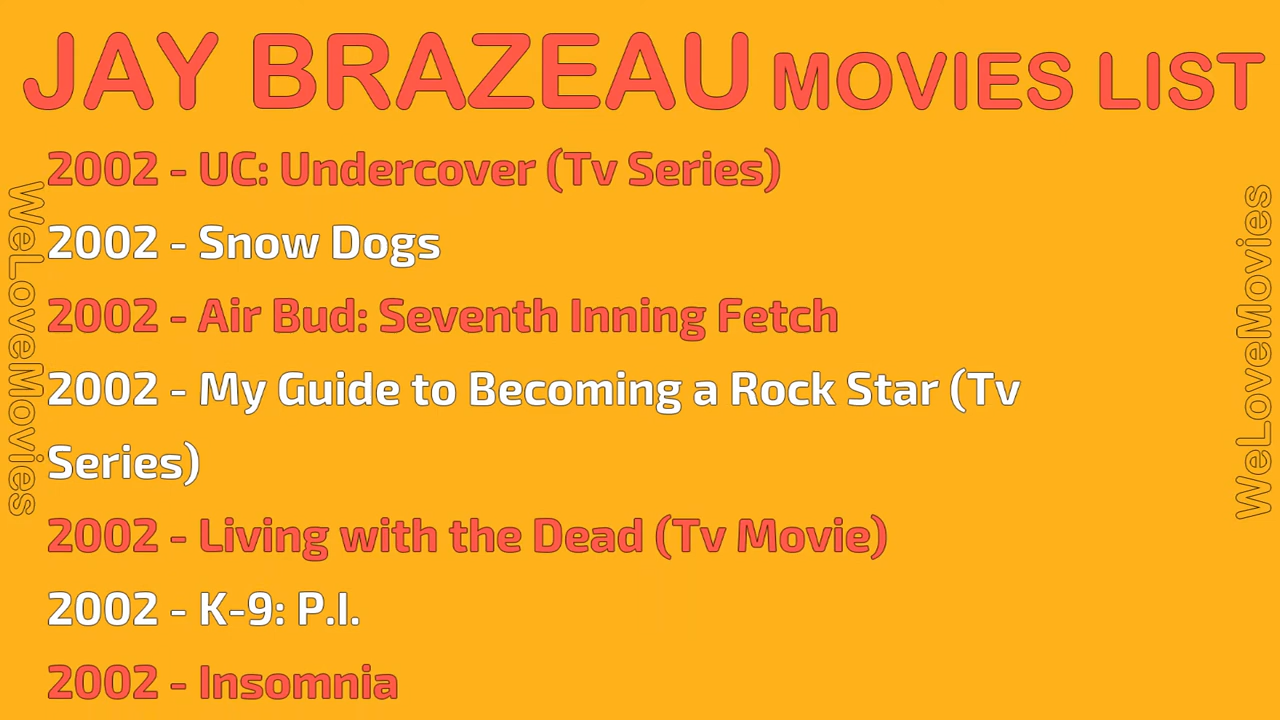 JAY BRAZEAU MOVIES LIST
2002 - UC: Undercover (Tv Series)
2002 - Snow Dogs
2002 - Air Bud: Seventh Inning Fetch
2002 - My Guide to Becoming a Rock Star (Tv
Series)
2002 - Living with the Dead (Tv Movie)
2002 - K-9: P.I.
2002 - Insomnia
WeLoveMovies
WeLoveMovies